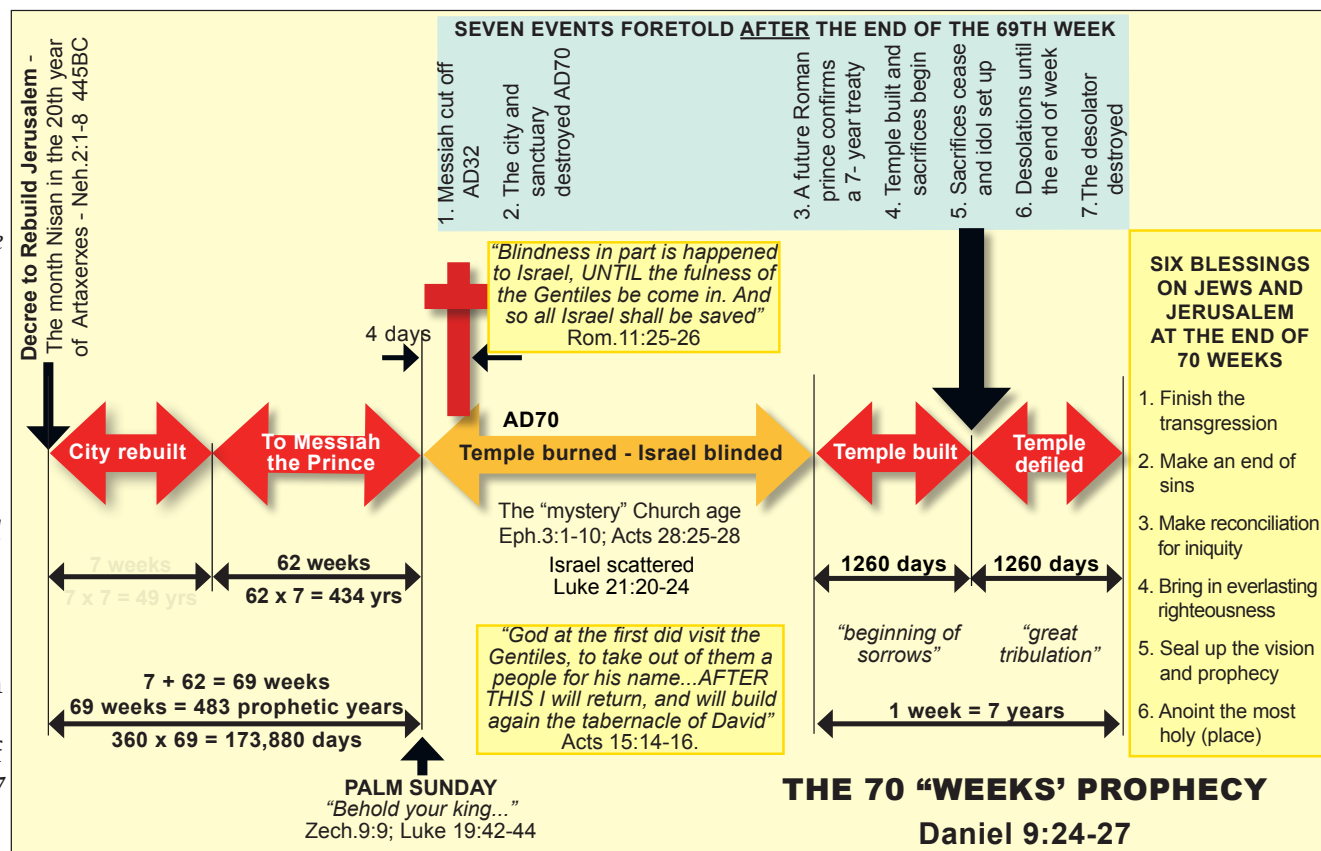 SEVEN EVENTS FORETOLD AFTER THE END OF THE 69TH WEEK
Decree to Rebuild Jerusalem -
The month Nisan in the 20th year
of Artaxerxes - Neh.2:1-8 445BC
1. Messiah cut off
AD32
2. The city and
sanctuary
destroyed AD70
3. A future Roman
prince confirms
a 7- year treaty
4. Temple built and
sacrifices begin
5. Sacrifices cease
and idol set up
6. Desolations until
the end of week
7.The desolator
destroyed
“Blindness in part is happened
to Israel, UNTIL the fulness of
the Gentiles be come in. And
so all Israel shall be saved”
Rom.11:25-26
4 days
City rebuilt
To Messiah
the Prince
AD70
Temple burned - Israel blinded
Temple built
Temple
defiled
The “mystery” Church age
Eph.3:1-10; Acts 28:25-28
Israel scattered
Luke 21:20-24
7 weeks
7 x 7 = 49 yrs
62 weeks
62 x 7 = 434 yrs
1260 days
1260 days
“beginning of
sorrows”
“great
tribulation”
7 + 62 = 69 weeks
69 weeks = 483 prophetic years
360 x 69 = 173,880 days
“God at the first did visit the
Gentiles, to take out of them a
people for his name...AFTER
THIS I will return, and will build
again the tabernacle of David”
Acts 15:14-16.
1 week = 7 years
PALM SUNDAY
“Behold your king...”
Zech.9:9; Luke 19:42-44
THE 70 “WEEKS’ PROPHECY
Daniel 9:24-27
SIX BLESSINGS
ON JEWS AND
JERUSALEM
AT THE END OF
70 WEEKS
1. Finish the
transgression
2. Make an end of
sins
3. Make reconciliation
for iniquity
4. Bring in everlasting
righteousness
5. Seal up the vision
and prophecy
6. Anoint the most
holy (place)